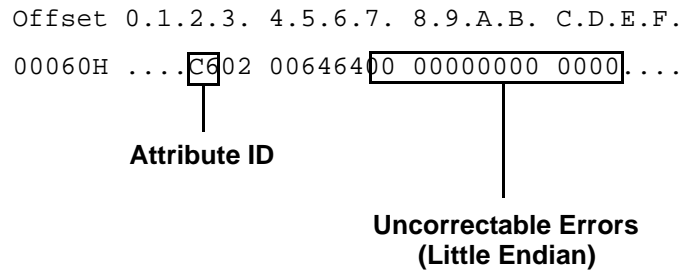 Offset 0.1.2.3. 4.5.6.7. 8.9.A.B. C.D.E.F.
00060H ....C602 00646400 00000000 0000....
Attribute ID
Uncorrectable Errors
(Little Endian)